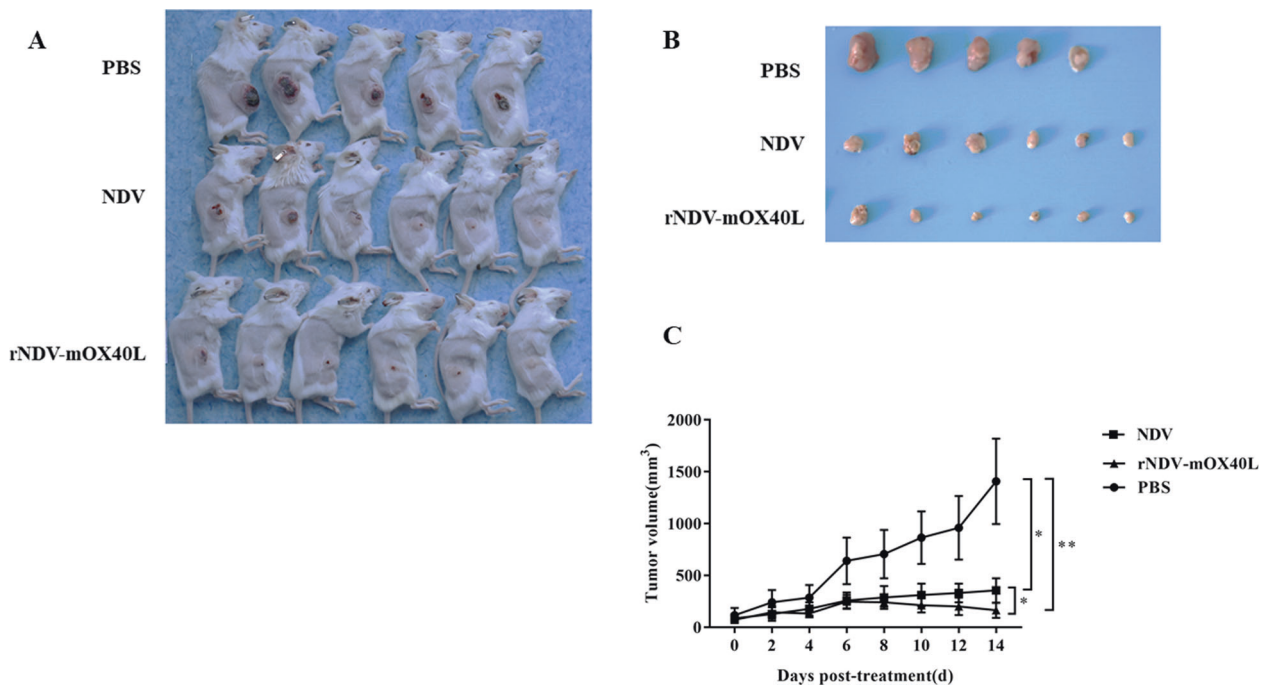 A
PBS
NDV
rNDV-mOX40L
B
PBS
NDV
rNDV-mOX40L
C
Tumor volume(mm³)
2000
1500
1000
500
0
0 2 4 6 8 10 12 14
Days post-treatment(d)
NDV
rNDV-mOX40L
PBS
*
**
*